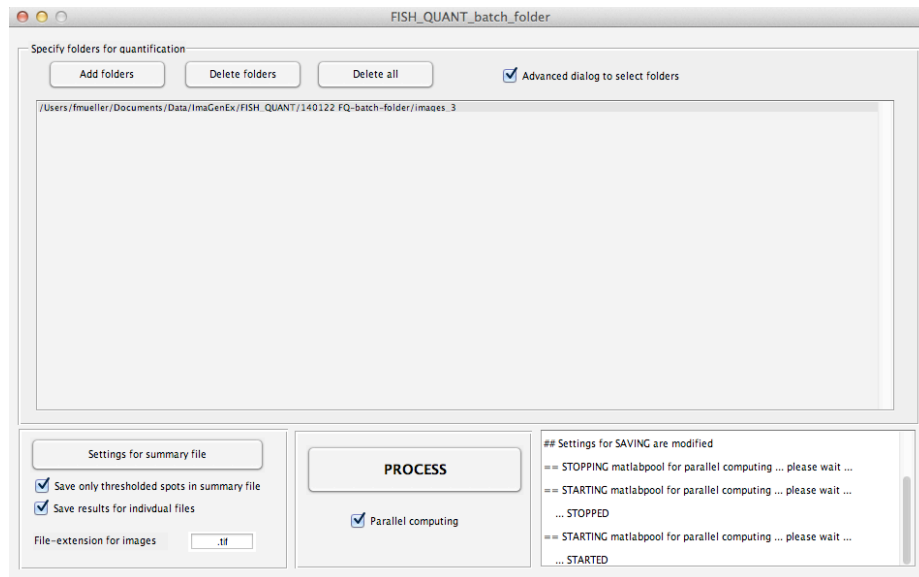 FISH_QUANT_batch_folder
Specify folders for quantification
Add folders
Delete folders
Delete all
Advanced dialog to select folders
/Users/fmueller/Documents/Data/ImaGenEx/FISH_QUANT/140122 FQ-batch-folder/images_3
Settings for summary file
Save only thresholded spots in summary file
Save results for indivdual files
File-extension for images
.tif
PROCESS
Parallel computing
## Settings for SAVING are modified
== STOPPING matlabpool for parallel computing ... please wait ...
== STARTING matlabpool for parallel computing ... please wait ...
... STOPPED
== STARTING matlabpool for parallel computing ... please wait ...
... STARTED